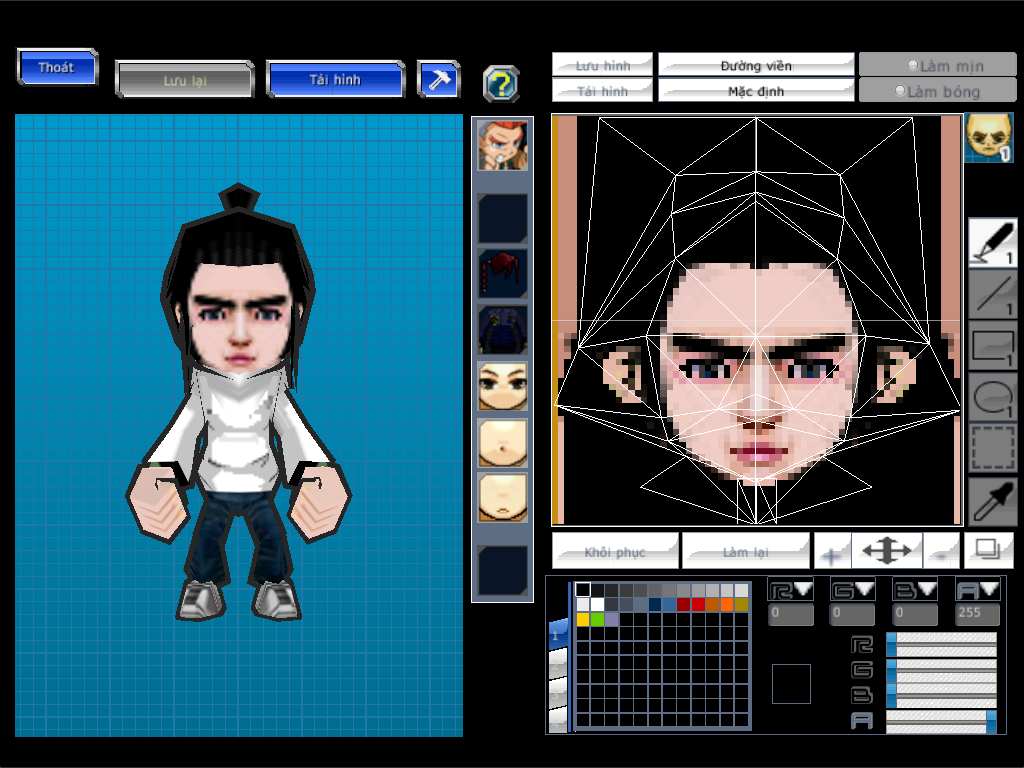 Thoát
Lưu lại
Tải hình
?
Lưu hình
Đường viền
Làm mịn
Tải hình
Mặc định
Làm bóng
1
1
1
1
1
Khôi phục
Làm lại
+
-
R
G
B
A
0
0
0
255
1
R
G
B
A